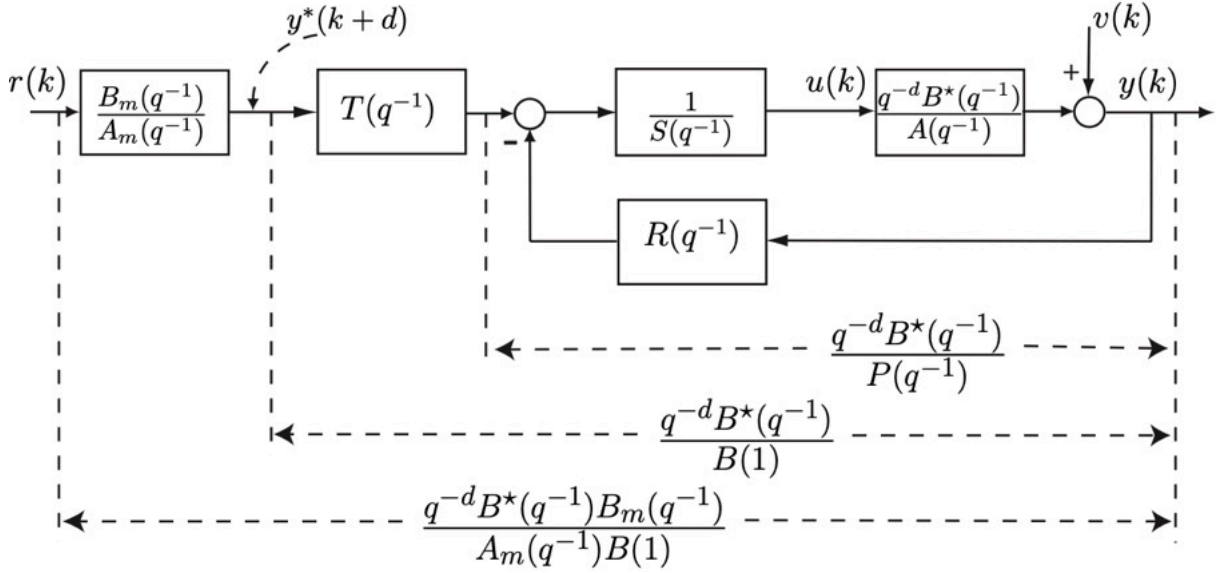 y*(k + d)
v(k)
r(k)
B_m(q^{-1})
A_m(q^{-1})
T(q^{-1})
-
1
S(q^{-1})
u(k)
q^{-d}B^⋆(q^{-1})
A(q^{-1})
+
y(k)
R(q^{-1})
q^{-d}B^⋆(q^{-1})
P(q^{-1})
q^{-d}B^⋆(q^{-1})
B(1)
q^{-d}B^⋆(q^{-1})B_m(q^{-1})
A_m(q^{-1})B(1)